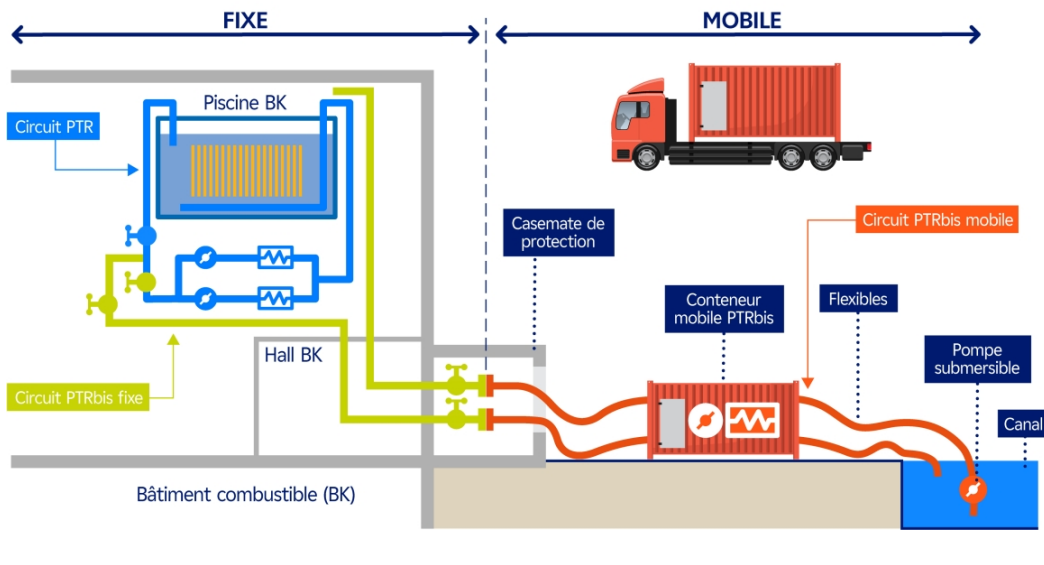 FIXE
MOBILE
Piscine BK
Circuit PTR
Casemate de
protection
Circuit PTRbis mobile
Conteneur
mobile PTRbis
Flexibles
Hall BK
Pompe
submersible
Circuit PTRbis fixe
Canal
Bâtiment combustible (BK)